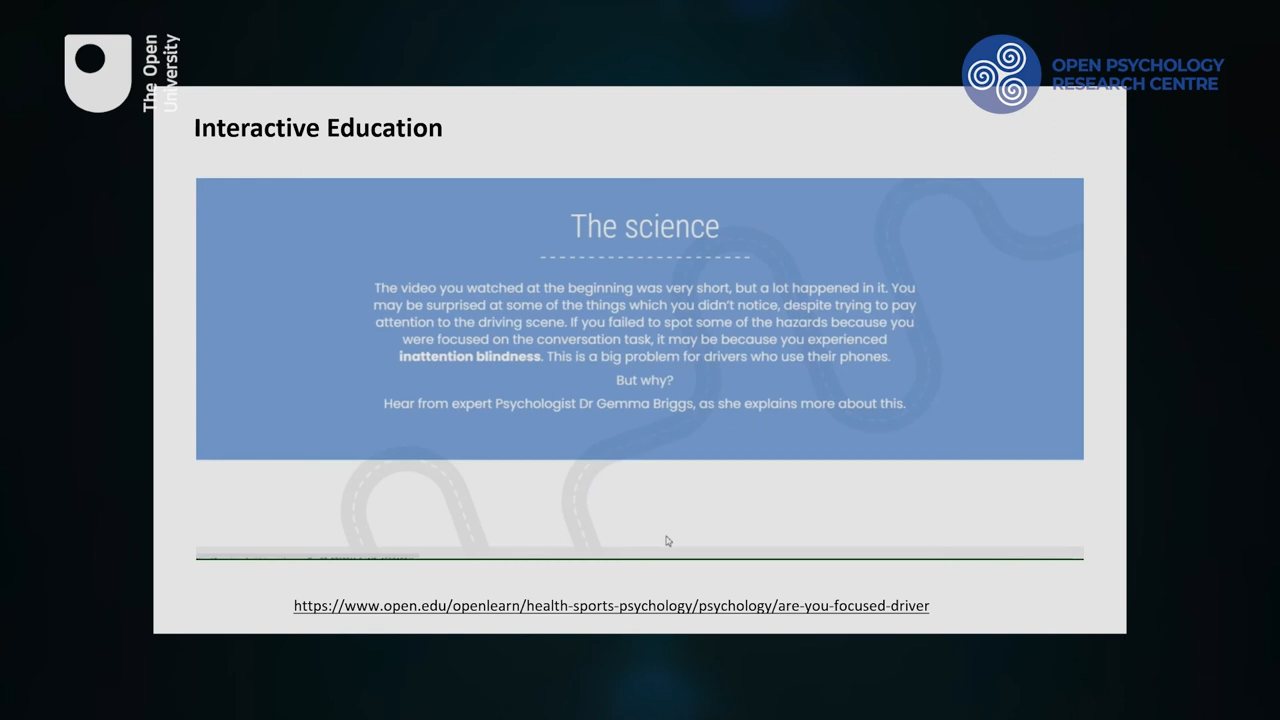 The Open
University
OPEN PSYCHOLOGY
RESEARCH CENTRE
Interactive Education
The science
The video you watched at the beginning was very short, but a lot happened in it. You
may be surprised at some of the things which you didn't notice, despite trying to pay
attention to the driving scene. If you failed to spot some of the hazards because you
were focused on the conversation task, it may be because you experienced
inattention blindness. This is a big problem for drivers who use their phones.
But why?
Hear from expert Psychologist Dr Gemma Briggs, as she explains more about this.
https://www.open.edu/openlearn/health-sports-psychology/psychology/are-you-focused-driver